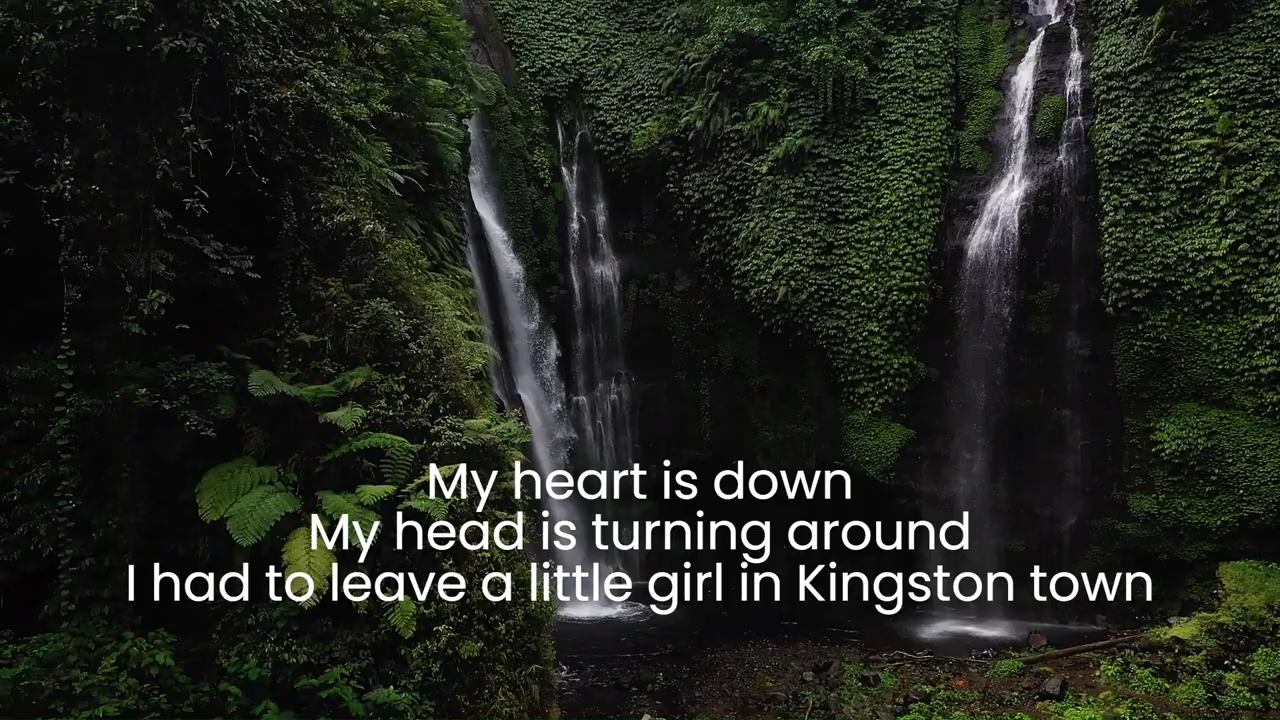 My heart is down
My head is turning around
I had to leave a little girl in Kingston town